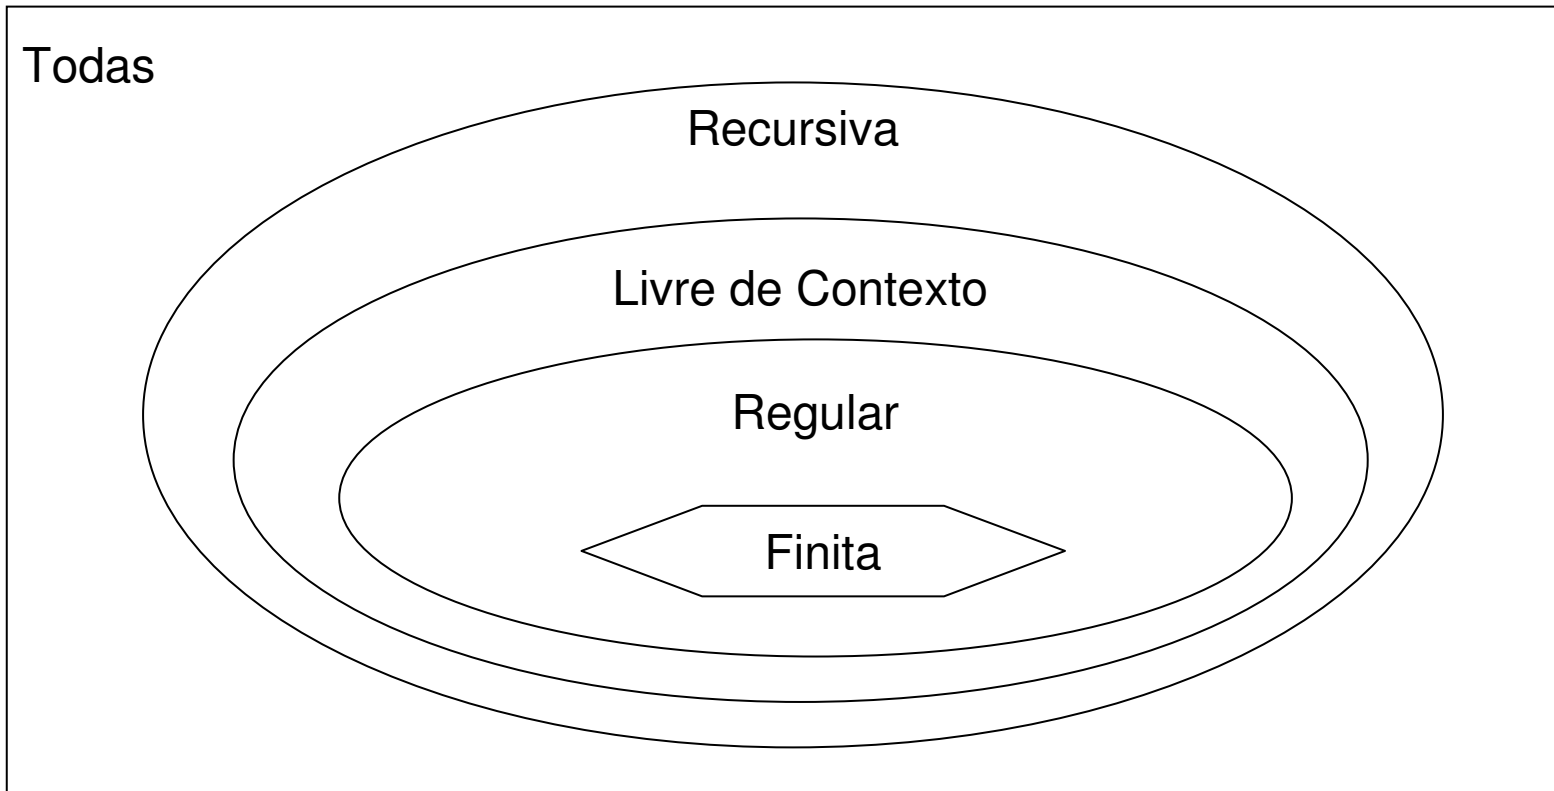 Todas
Recursiva
Livre de Contexto
Regular
Finita